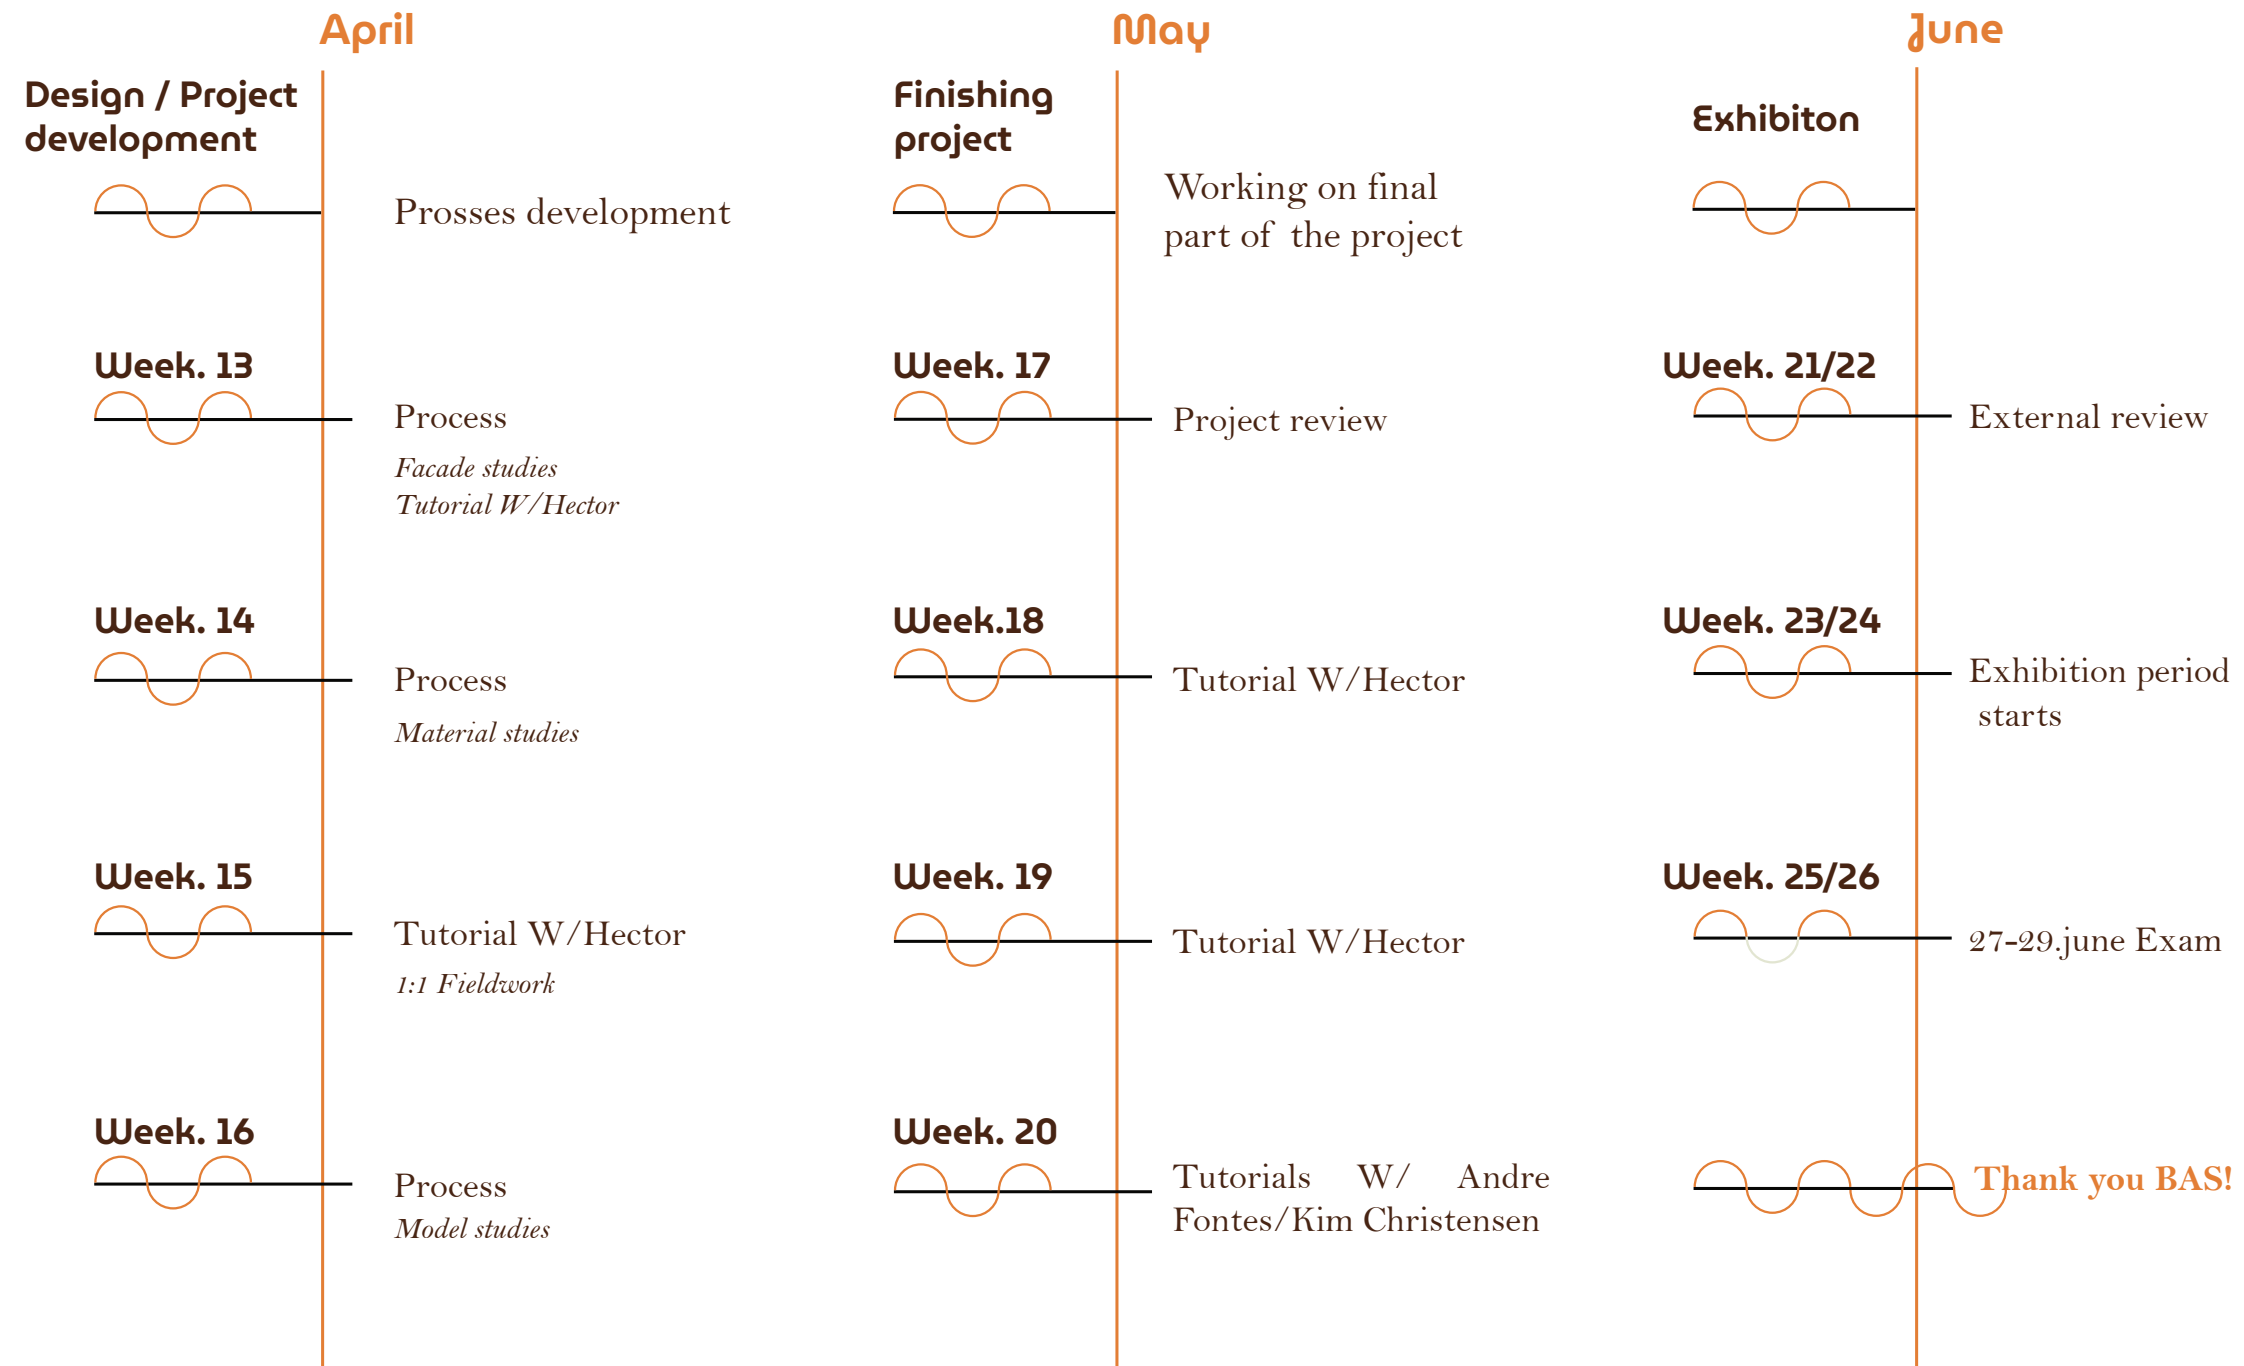 April
Design / Project
development
Prosses development
Week. 13
Process
Facade studies
Tutorial W/Hector
Week. 14
Process
Material studies
Week. 15
Tutorial W/Hector
1:1 Fieldwork
Week. 16
Process
Model studies
May
Finishing
project
Working on final
part of the project
Week. 17
Project review
Week.18
Tutorial W/Hector
Week. 19
Tutorial W/Hector
Week. 20
Tutorials W/ Andre
Fontes/Kim Christensen
June
Exhibiton
Week. 21/22
External review
Week. 23/24
Exhibition period
starts
Week. 25/26
27-29.june Exam
Thank you BAS!